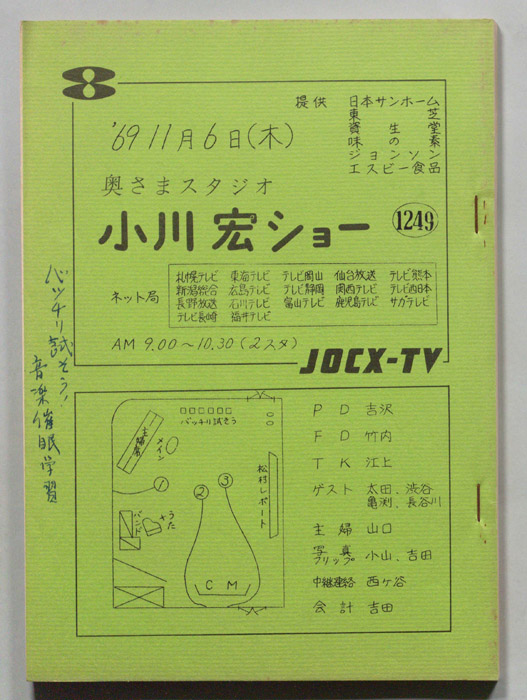 8
提供 日本サンホーム
東芝
資生堂
味の素
ジョンソン
エスビー食品
'69 11月6日(木)
奥さまスタジオ
小川宏ショー 1249
ネット局
札幌テレビ 東海テレビ テレビ岡山 仙台放送 テレビ熊本
新潟総合 広島テレビ テレビ静岡 関西テレビ テレビ西日本
長野放送 石川テレビ 富山テレビ 鹿児島テレビ サガテレビ
テレビ長崎 福井テレビ
AM 9.00～10.30(2スタ)
JOCX-TV
バッチリ試そう!
音楽催眠学習
バッチリ試そう
主婦席
メイン
松村レポート
1
2
3
バンド
うた
CM
PD 吉沢
FD 竹内
TK 江上
ゲスト 太田、渋谷
亀渕、長谷川
主婦 山口
写真
フリップ 小山、吉田
中継連絡 西ケ谷
会計 吉田